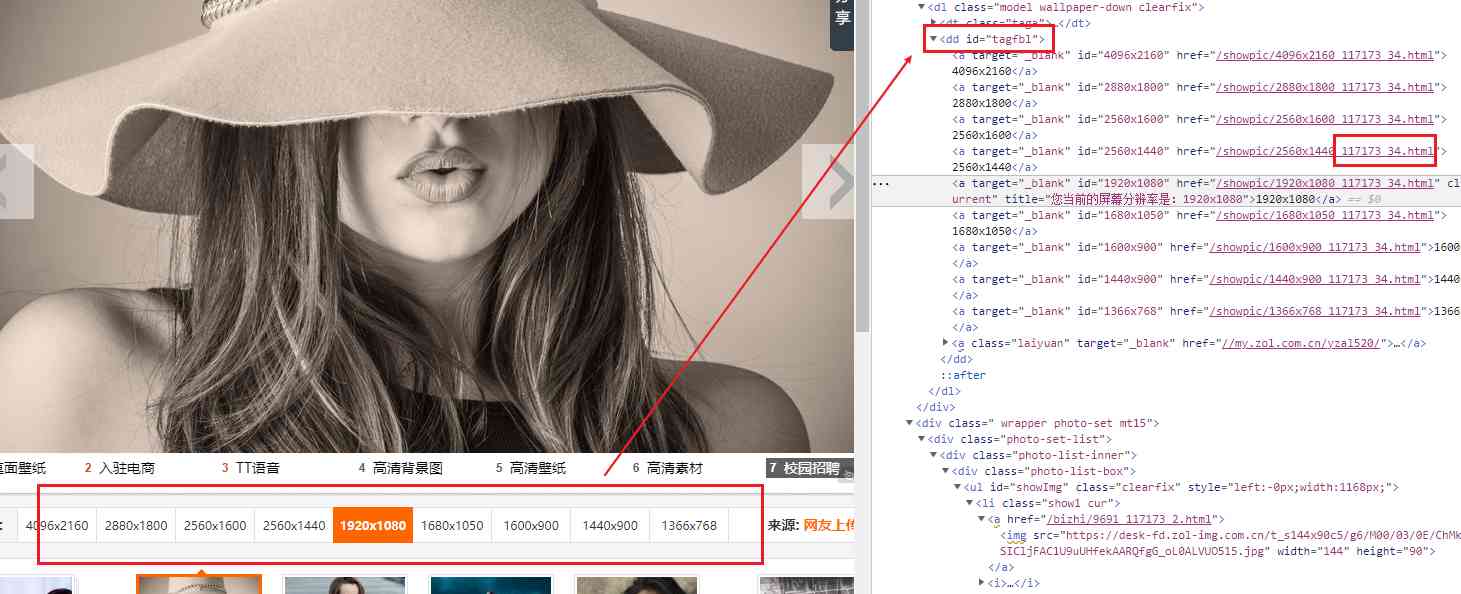 享
桌面壁纸 2 入驻电商 3 TT语音 4 高清背景图 5 高清壁纸 6 高清素材 7 校园招聘
: 4096x2160 2880x1800 2560x1600 2560x1440 1920x1080 1680x1050 1600x900 1440x900 1366x768 来源: 网友上传
▼<dl class="model wallpaper-down clearfix">
▶<dt class="tags">…</dt>
▼<dd id="tagfbl">
<a target="_blank" id="4096x2160" href="/showpic/4096x2160_117173_34.html">
4096x2160</a>
<a target="_blank" id="2880x1800" href="/showpic/2880x1800_117173_34.html">
2880x1800</a>
<a target="_blank" id="2560x1600" href="/showpic/2560x1600_117173_34.html">
2560x1600</a>
<a target="_blank" id="2560x1440" href="/showpic/2560x1440_117173_34.html">
2560x1440</a>
... <a target="_blank" id="1920x1080" href="/showpic/1920x1080_117173_34.html" cl
urrent" title="您当前的屏幕分辨率是: 1920x1080">1920x1080</a> == $0
<a target="_blank" id="1680x1050" href="/showpic/1680x1050_117173_34.html">
1680x1050</a>
<a target="_blank" id="1600x900" href="/showpic/1600x900_117173_34.html">1600
</a>
<a target="_blank" id="1440x900" href="/showpic/1440x900_117173_34.html">1440
</a>
<a target="_blank" id="1366x768" href="/showpic/1366x768_117173_34.html">1366
</a>
▶<a class="laiyuan" target="_blank" href="//my.zol.com.cn/yzal520/">…</a>
</dd>
::after
</dl>
</div>
▼<div class=" wrapper photo-set mt15">
▼<div class="photo-set-list">
▼<div class="photo-list-inner">
▼<div class="photo-list-box">
▼<ul id="showImg" class="clearfix" style="left:-0px;width:1168px;">
▼<li class="show1 cur">
▼<a href="/bizhi/9691_117173_2.html">
<img src="https://desk-fd.zol-img.com.cn/t_s144x90c5/g6/M00/03/0E/ChMk
SICljFAClU9uUHfekAARQfgG_oL0ALVUO515.jpg" width="144" height="90">
</a>
▶<i>…</i>